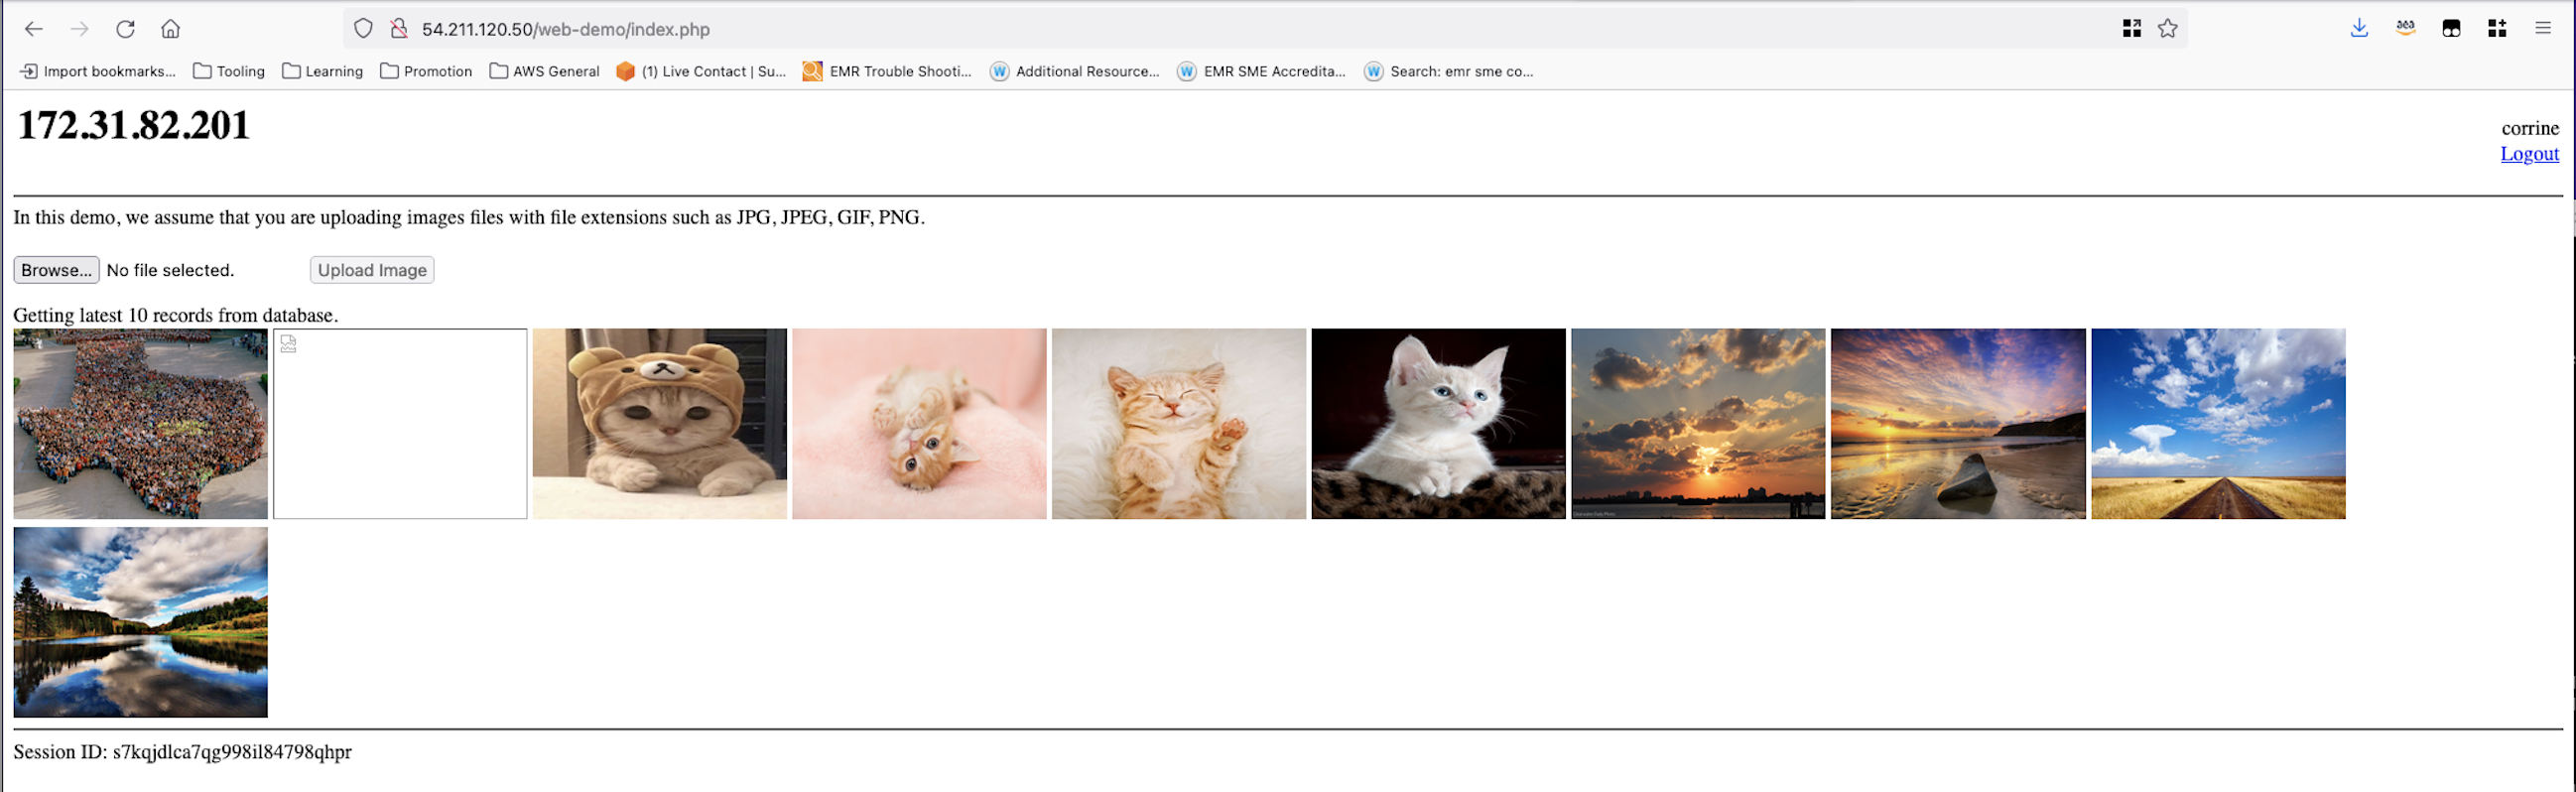 54.211.120.50/web-demo/index.php
Import bookmarks... Tooling Learning Promotion AWS General (1) Live Contact | Su... EMR Trouble Shooti... Additional Resource... EMR SME Accredita... Search: emr sme co...
172.31.82.201
corrine
Logout
In this demo, we assume that you are uploading images files with file extensions such as JPG, JPEG, GIF, PNG.
Browse... No file selected. Upload Image
Getting latest 10 records from database.
Session ID: s7kqjdlca7qg998il84798qhpr